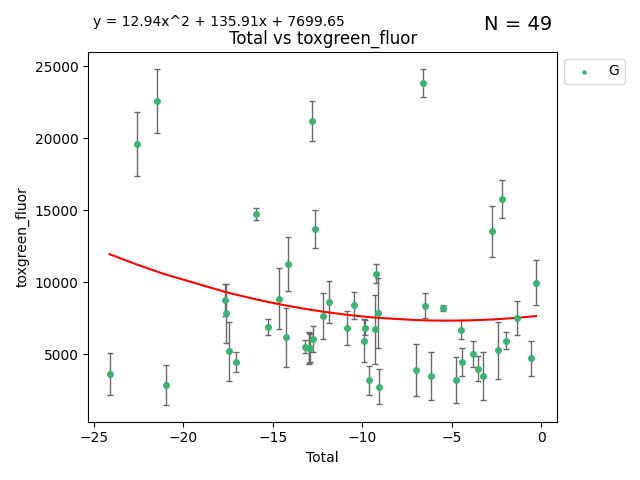 y = 12.94x^2 + 135.91x + 7699.65
N = 49
Total vs toxgreen_fluor
G
25000
20000
15000
10000
5000
toxgreen_fluor
−25 −20 −15 −10 −5 0
Total